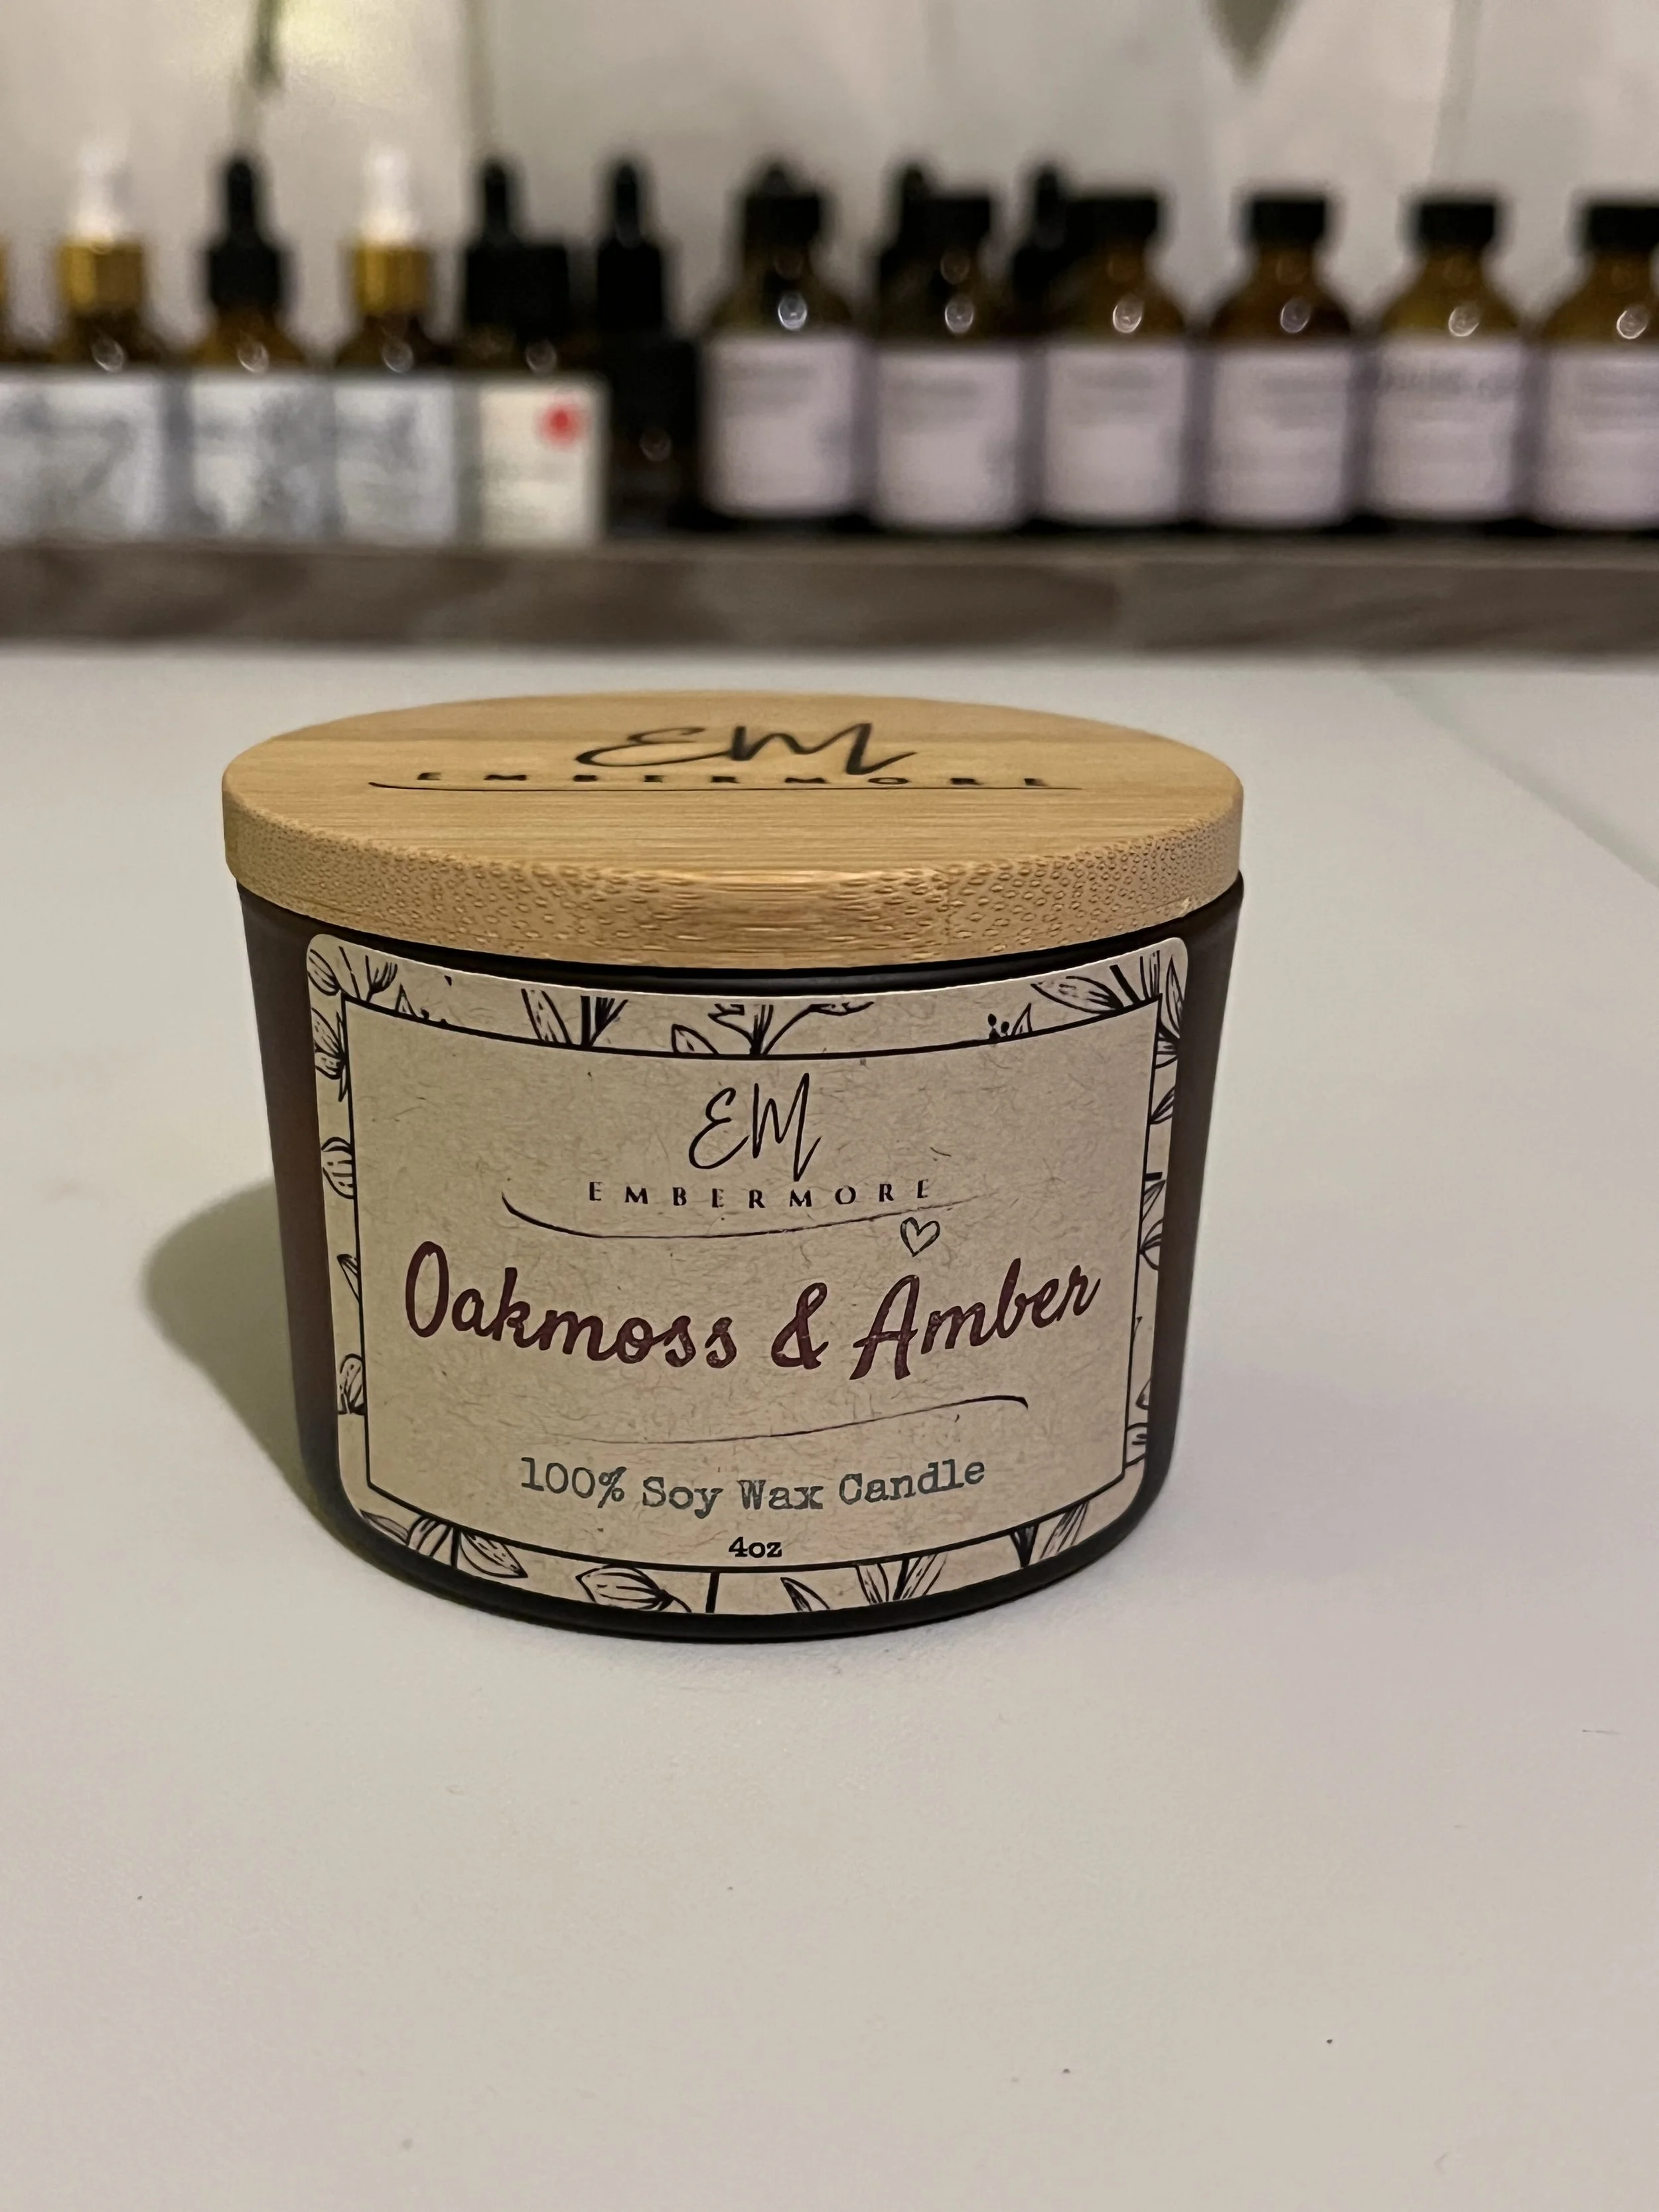 EM
EMBERMORE
EM
EMBERMORE
Oakmoss & Amber
100% Soy Wax Candle
4oz